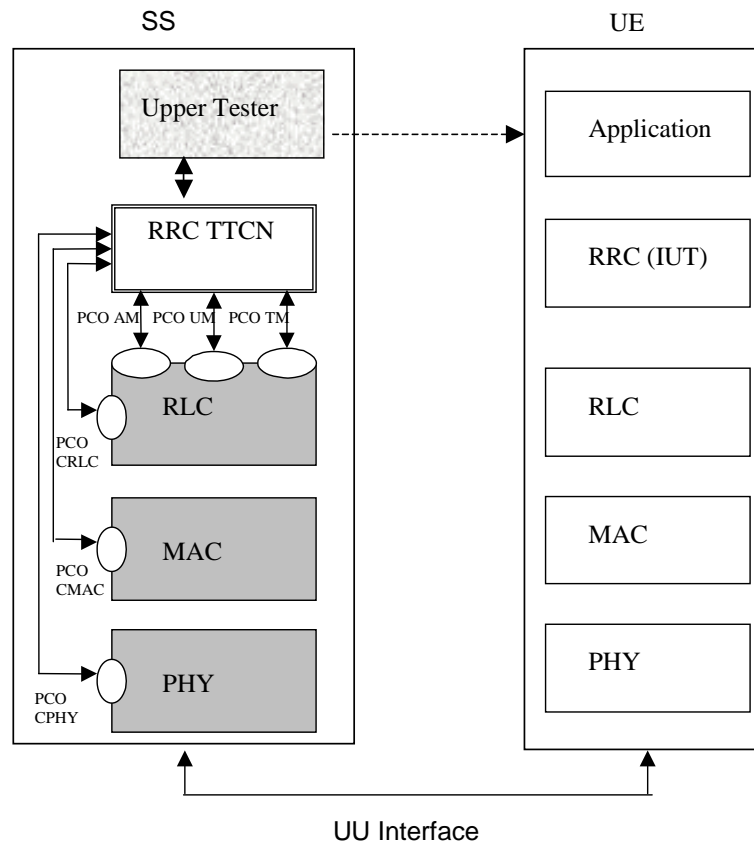 SS
UE
Upper Tester
Application
RRC TTCN
RRC (IUT)
PCO AM
PCO UM
PCO TM
RLC
RLC
PCO
CRLC
MAC
MAC
PCO
CMAC
PHY
PHY
PCO
CPHY
UU Interface